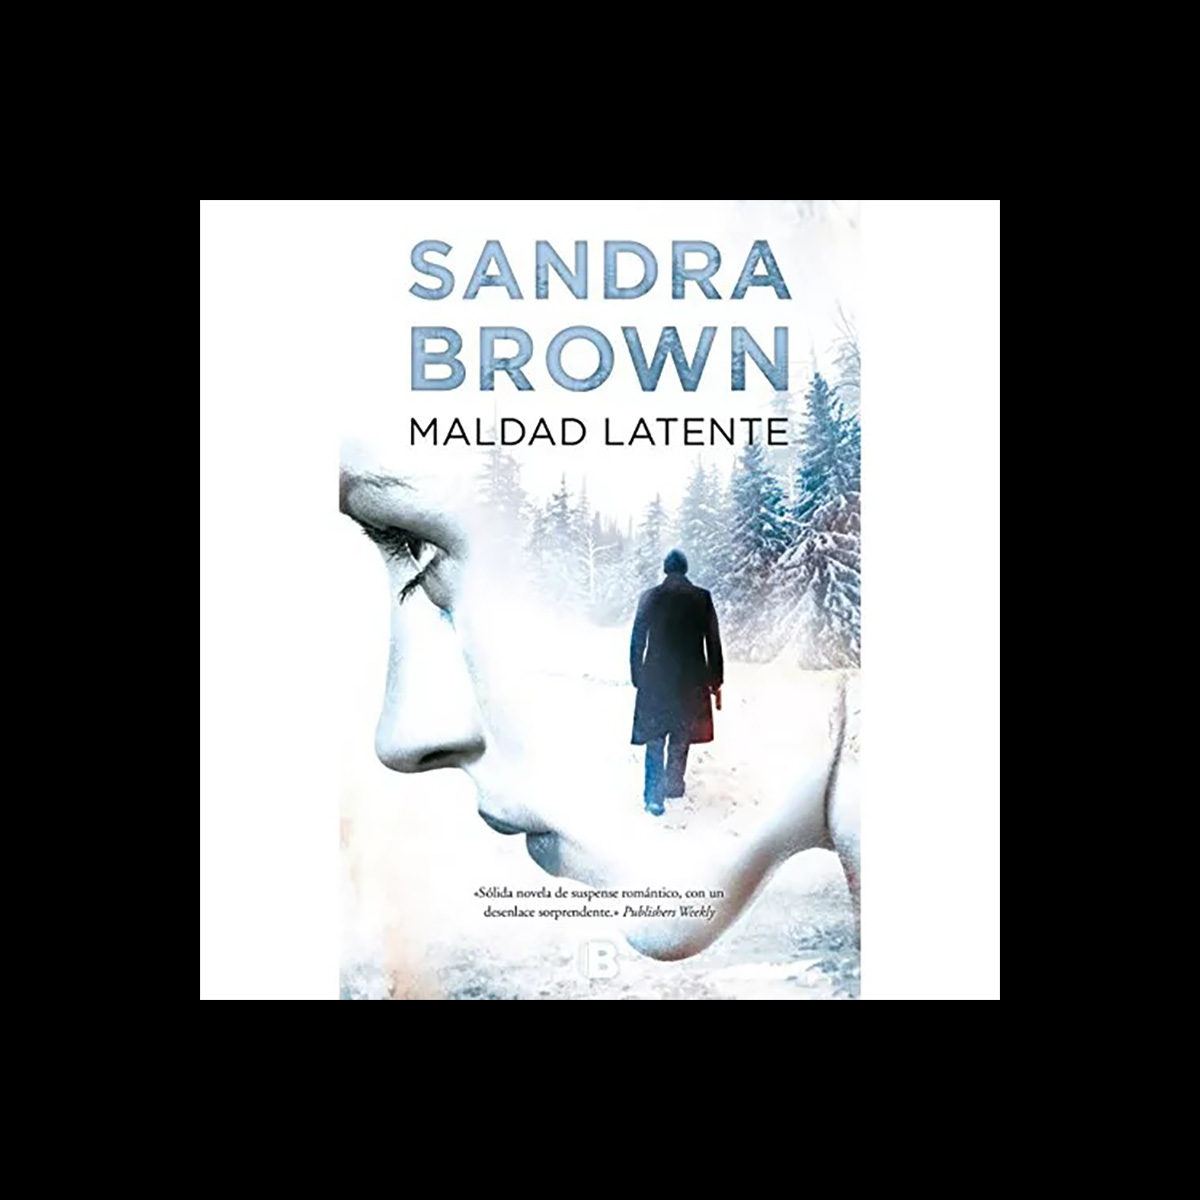 SANDRA
BROWN
MALDAD LATENTE
«Sólida novela de suspense romántico, con un
desenlace sorprendente.» Publishers Weekly
B